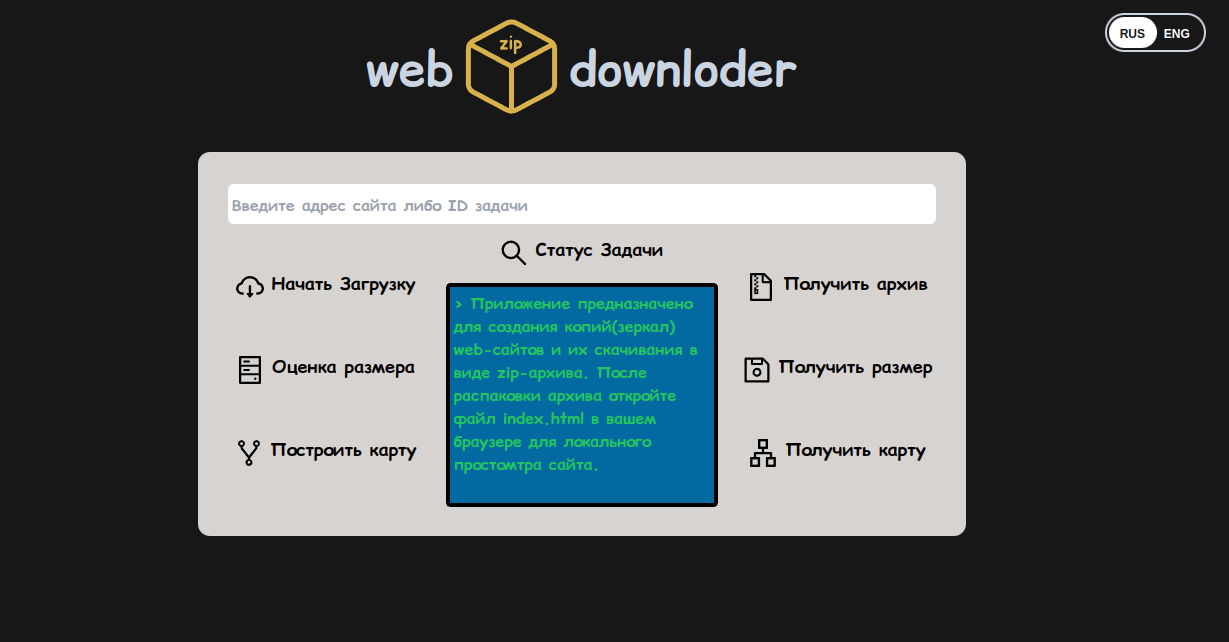 web zip downloder
RUS ENG
Введите адрес сайта либо ID задачи
Статус Задачи
Начать Загрузку
Оценка размера
Построить карту
> Приложение предназначено
для создания копий(зеркал)
web-сайтов и их скачивания в
виде zip-архива. После
распаковки архива откройте
файл index.html в вашем
браузере для локального
простомтра сайта.
Получить архив
Получить размер
Получить карту